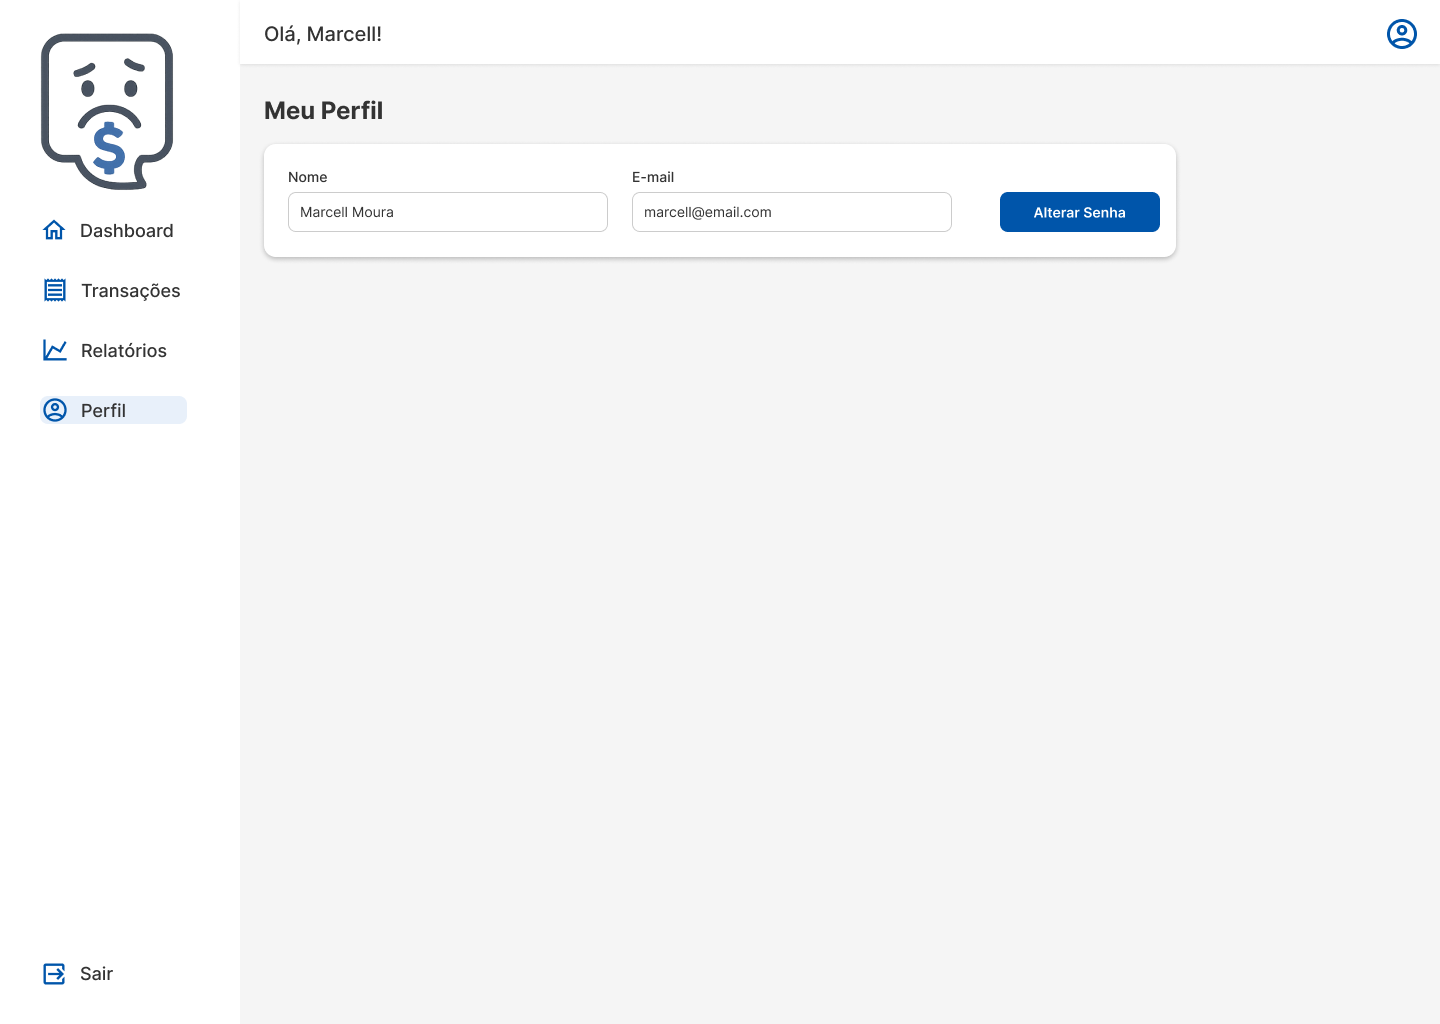 Olá, Marcell!
Dashboard
Transações
Relatórios
Perfil
Sair
Meu Perfil
Nome
Marcell Moura
E-mail
marcell@email.com
Alterar Senha
$